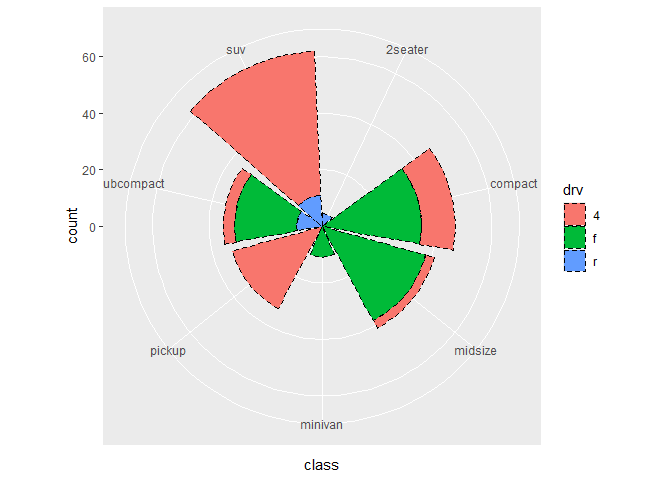 suv
2seater
60
40
20
0
ubcompact
compact
count
pickup
midsize
minivan
class
drv
4
f
r